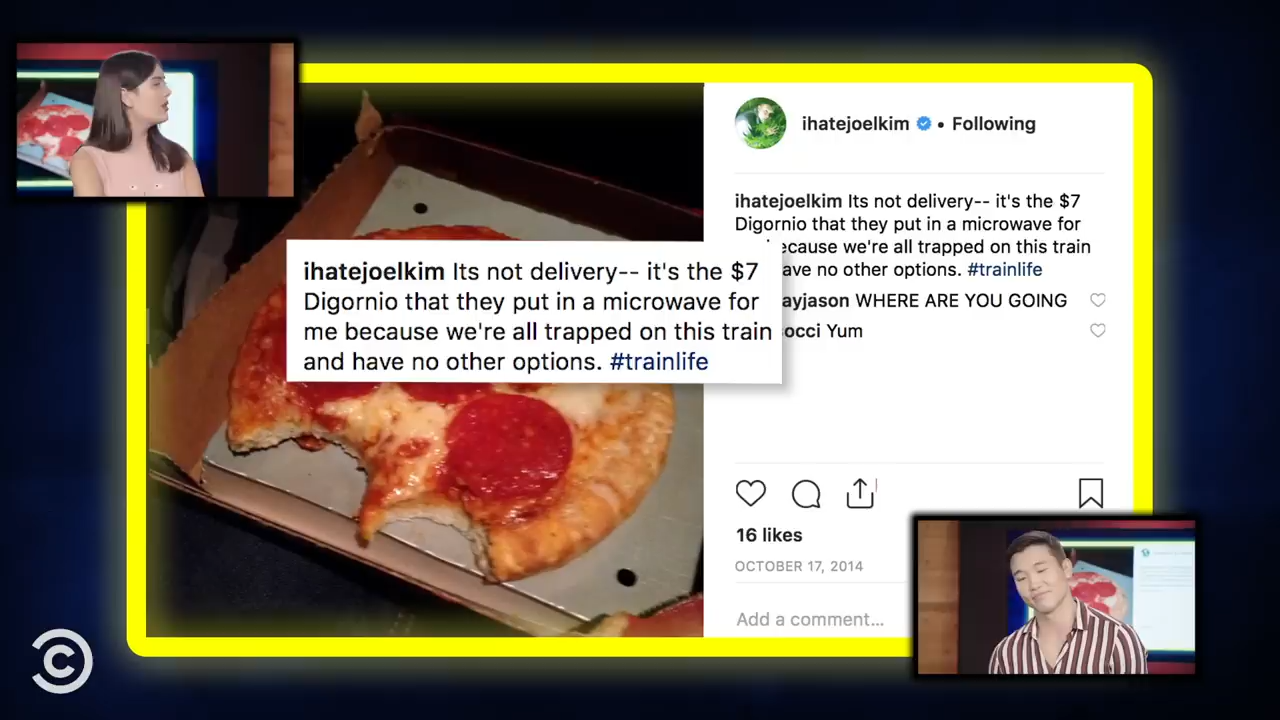 ihatejoelkim • Following
ihatejoelkim Its not delivery-- it's the $7
Digornio that they put in a microwave for
because we're all trapped on this train
have no other options. #trainlife
WHERE ARE YOU GOING
Yum
ihatejoelkim Its not delivery-- it's the $7
Digornio that they put in a microwave for
me because we're all trapped on this train
and have no other options. #trainlife
16 likes
OCTOBER 17, 2014
Add a comment...